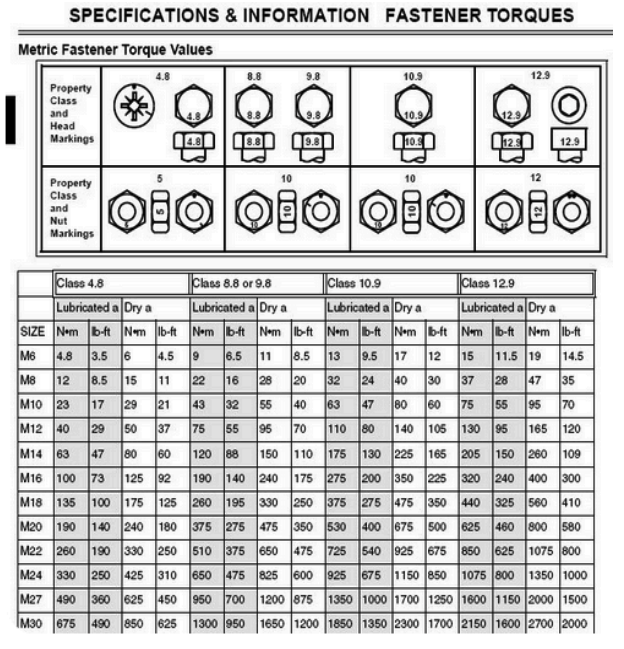 SPECIFICATIONS & INFORMATION FASTENER TORQUES
Metric Fastener Torque Values
Property Class and Head Markings
4.8
8.8 9.8
10.9
12.9
4.8 8.8 9.8 10.9 12.9
4.8 8.8 9.8 10.9 12.9 12.9
Property Class and Nut Markings
5
10
10
12
5 10 10 12
Class 4.8 Class 8.8 or 9.8 Class 10.9 Class 12.9
Lubricated a Dry a Lubricated a Dry a Lubricated a Dry a Lubricated a Dry a
SIZE N•m lb-ft N•m lb-ft N•m lb-ft N•m lb-ft N•m lb-ft N•m lb-ft N•m lb-ft N•m lb-ft
M6 4.8 3.5 6 4.5 9 6.5 11 8.5 13 9.5 17 12 15 11.5 19 14.5
M8 12 8.5 15 11 22 16 28 20 32 24 40 30 37 28 47 35
M10 23 17 29 21 43 32 55 40 63 47 80 60 75 55 95 70
M12 40 29 50 37 75 55 95 70 110 80 140 105 130 95 165 120
M14 63 47 80 60 120 88 150 110 175 130 225 165 205 150 260 109
M16 100 73 125 92 190 140 240 175 275 200 350 225 320 240 400 300
M18 135 100 175 125 260 195 330 250 375 275 475 350 440 325 560 410
M20 190 140 240 180 375 275 475 350 530 400 675 500 625 460 800 580
M22 260 190 330 250 510 375 650 475 725 540 925 675 850 625 1075 800
M24 330 250 425 310 650 475 825 600 925 675 1150 850 1075 800 1350 1000
M27 490 360 625 450 950 700 1200 875 1350 1000 1700 1250 1600 1150 2000 1500
M30 675 490 850 625 1300 950 1650 1200 1850 1350 2300 1700 2150 1600 2700 2000